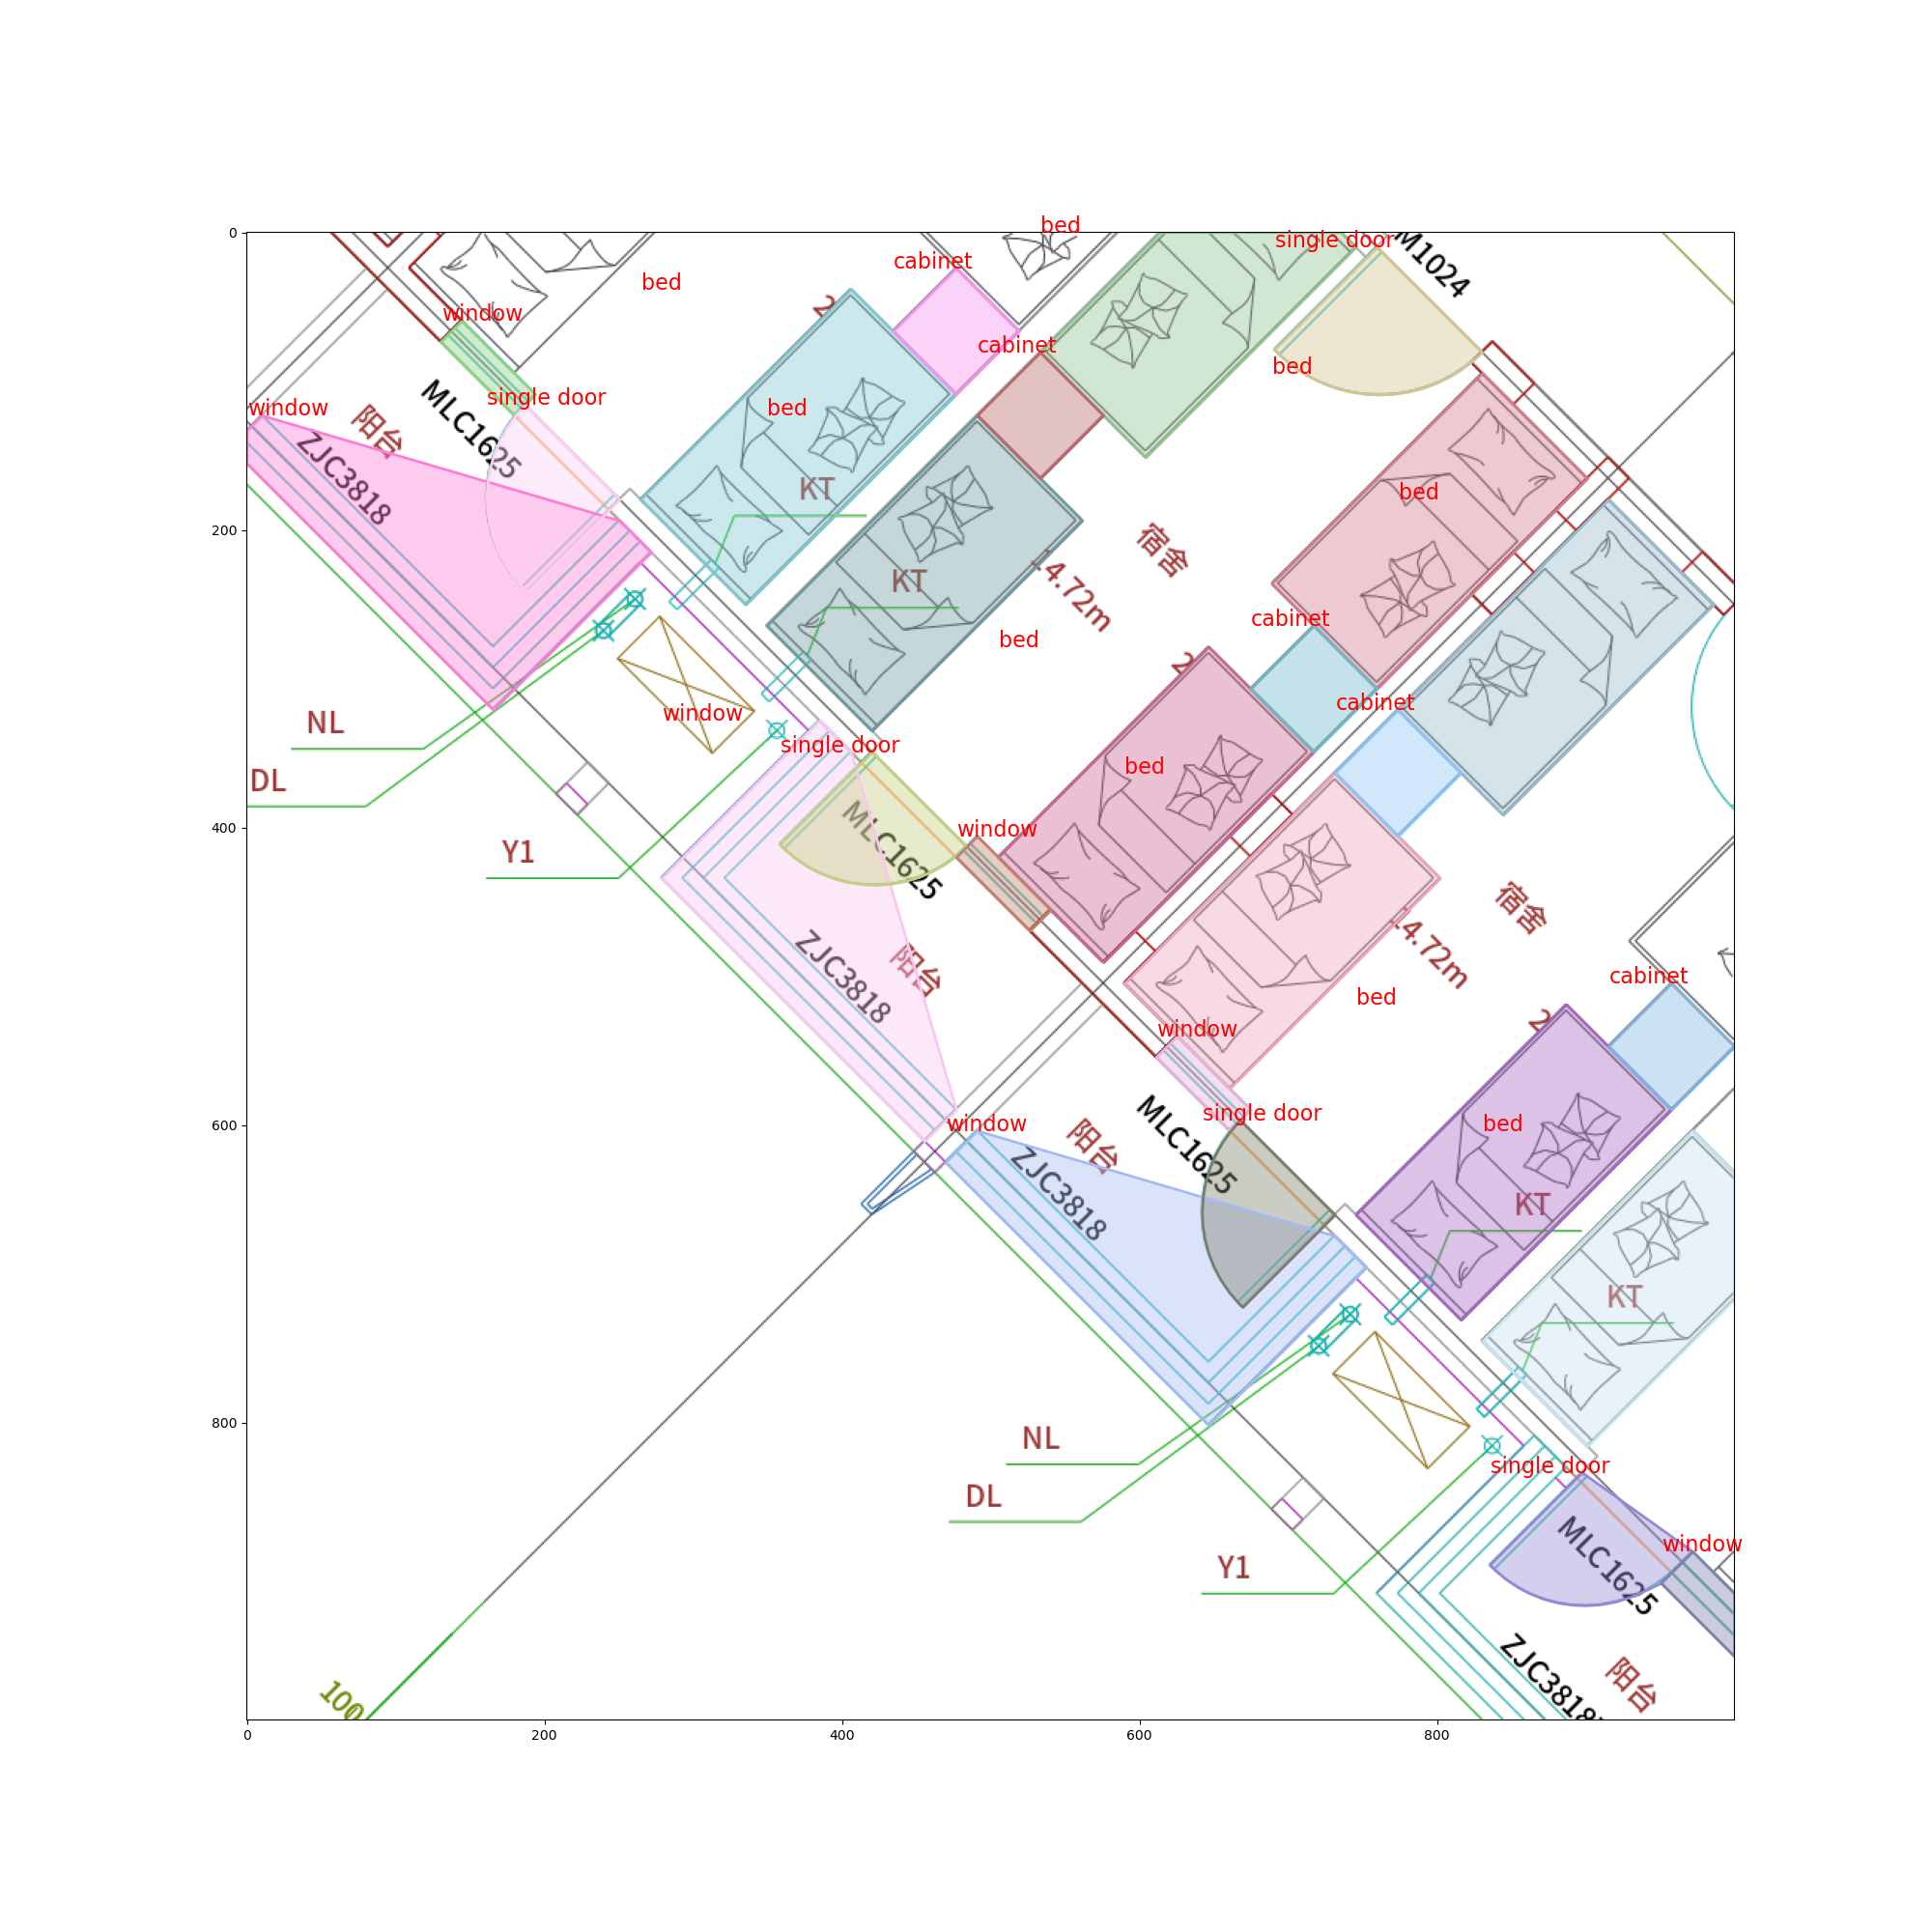 bed
M1024
single door
cabinet
bed
window
2
cabinet
bed
single door
window
阳台
MLC1625
bed
ZJC3818
KT
bed
宿舍
KT
4.72m
cabinet
bed
2
cabinet
window
NL
single door
bed
DL
MLC1625
window
Y1
宿舍
4.72m
阳台
ZJC3818
cabinet
bed
2
window
MLC1625
single door
window
阳台
bed
ZJC3818
KT
KT
NL
single door
DL
MLC1625
window
Y1
ZJC3818
阳台
100
0
200
400
600
800
0
200
400
600
800